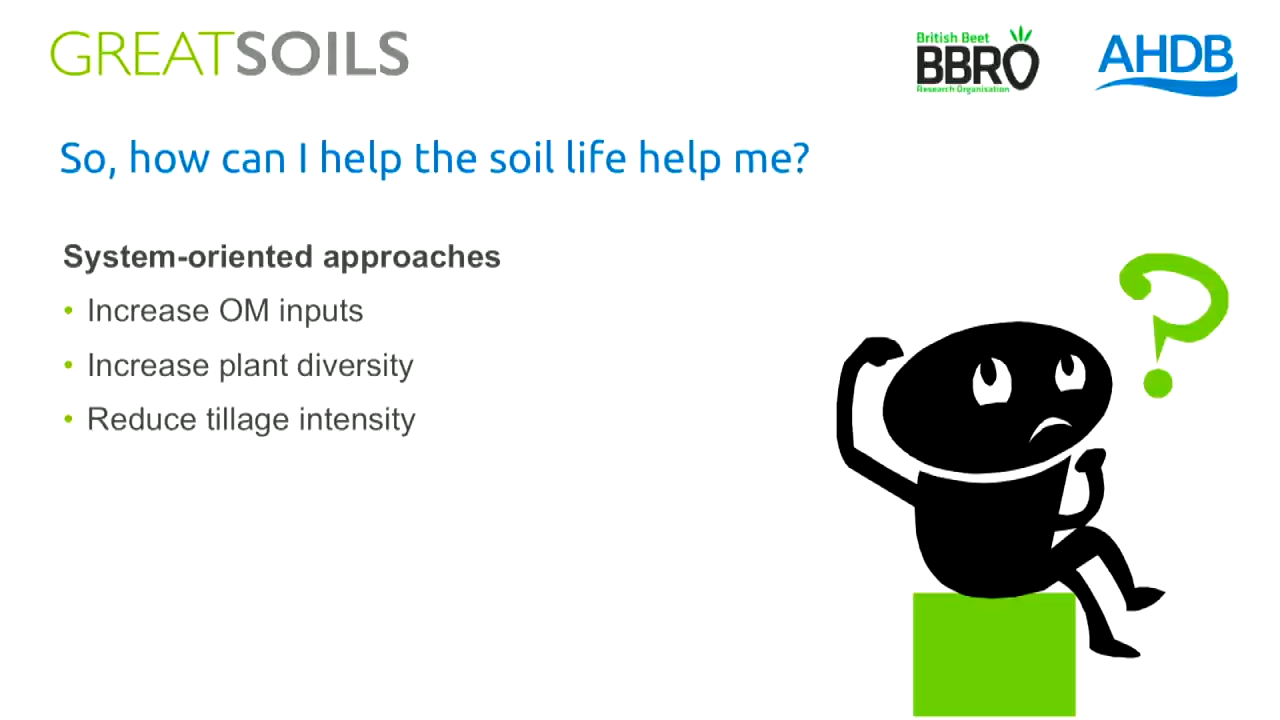 GREATSOILS
British Beet
BBRO
Research Organisation
AHDB
So, how can I help the soil life help me?
System-oriented approaches
• Increase OM inputs
• Increase plant diversity
• Reduce tillage intensity
?